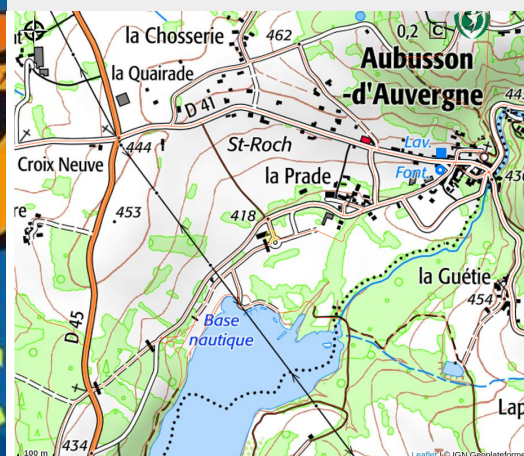 la Chosserie
462
0,2 C
Aubusson
-d'Auvergne
la Quairade
D 41
444
St-Roch
Lav.
Font.
Croix Neuve
la Prade
453
418
re
la Guétie
454
Base
nautique
D 45
434
Lap
100 m
Leaflet | © IGN Geoplateforme